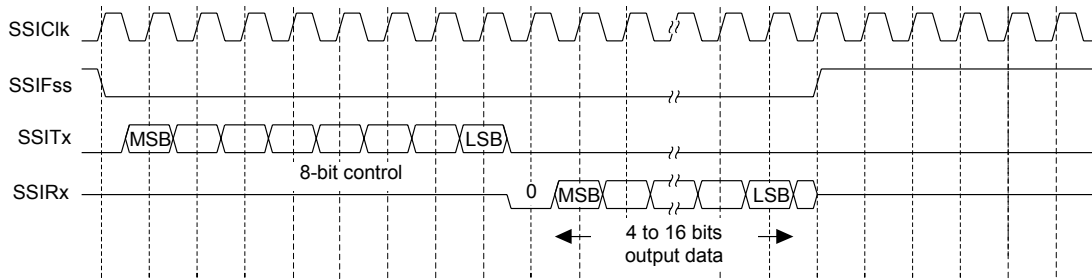 SSIClk
SSIFss
SSITx
MSB
LSB
8-bit control
SSIRx
0
MSB
LSB
4 to 16 bits
output data